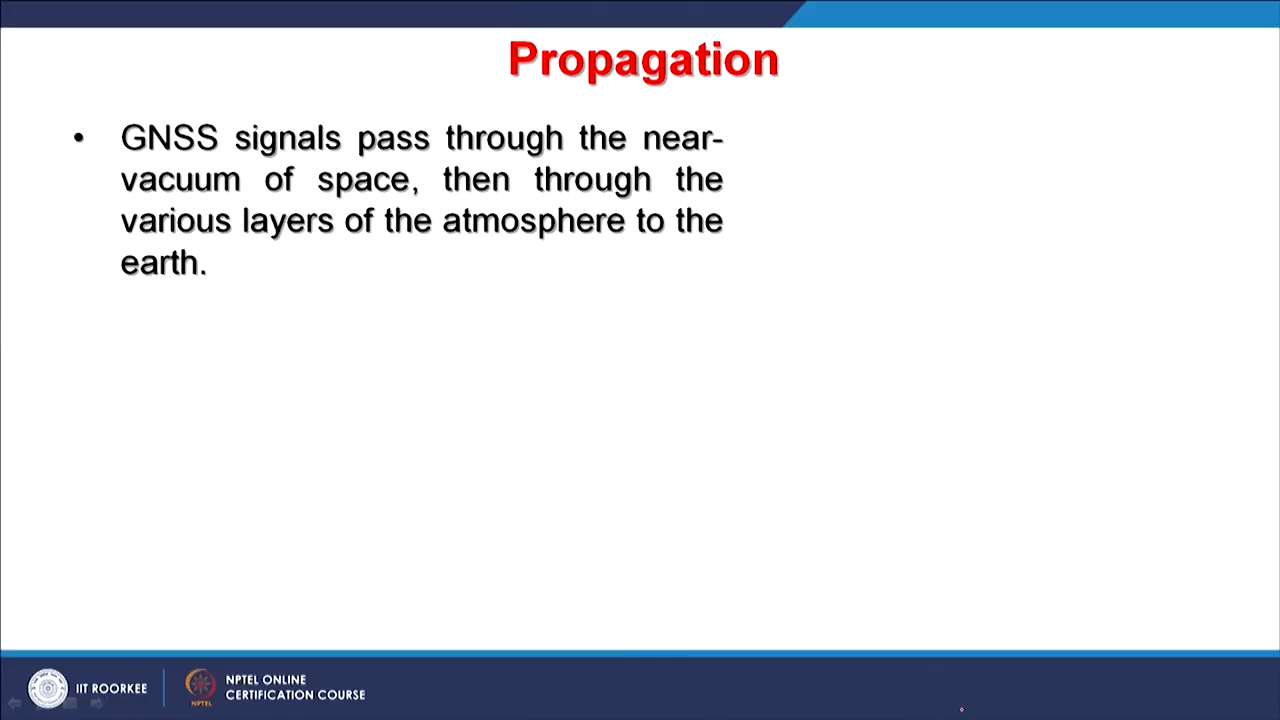 Propagation
• GNSS signals pass through the near-
vacuum of space, then through the
various layers of the atmosphere to the
earth.
IIT ROORKEE
NPTEL
NPTEL ONLINE
CERTIFICATION COURSE